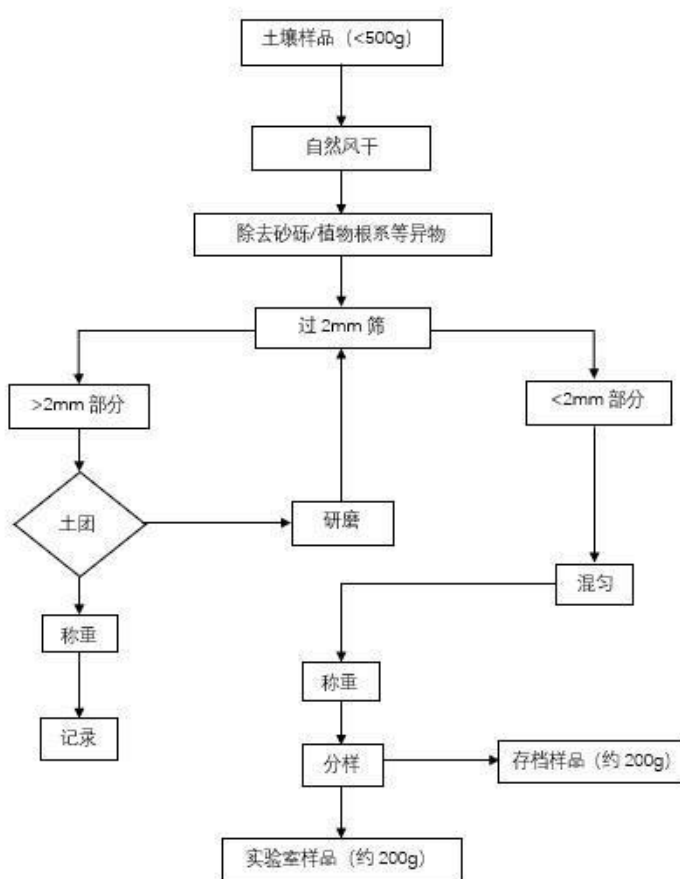 土壤样品（<500g）
自然风干
除去砂砾/植物根系等异物
过 2mm 筛
>2mm 部分
<2mm 部分
土团
研磨
混匀
称重
称重
记录
分样
存档样品（约 200g）
实验室样品（约 200g）